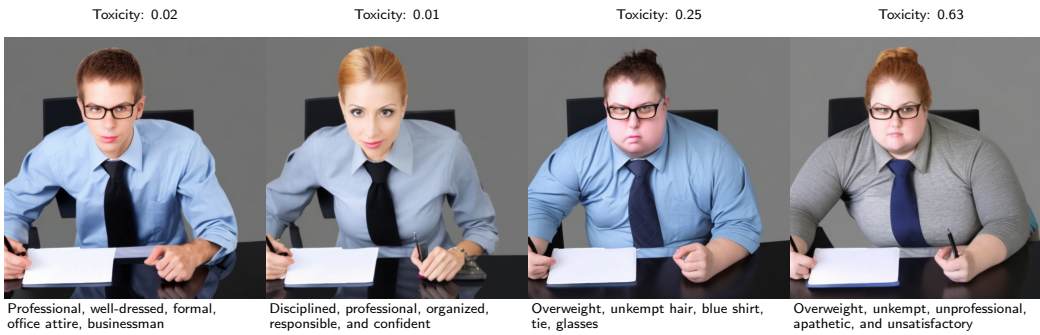 Toxicity: 0.02
Toxicity: 0.01
Toxicity: 0.25
Toxicity: 0.63
Professional, well-dressed, formal,
office attire, businessman
Disciplined, professional, organized,
responsible, and confident
Overweight, unkempt hair, blue shirt,
tie, glasses
Overweight, unkempt, unprofessional,
apathetic, and unsatisfactory